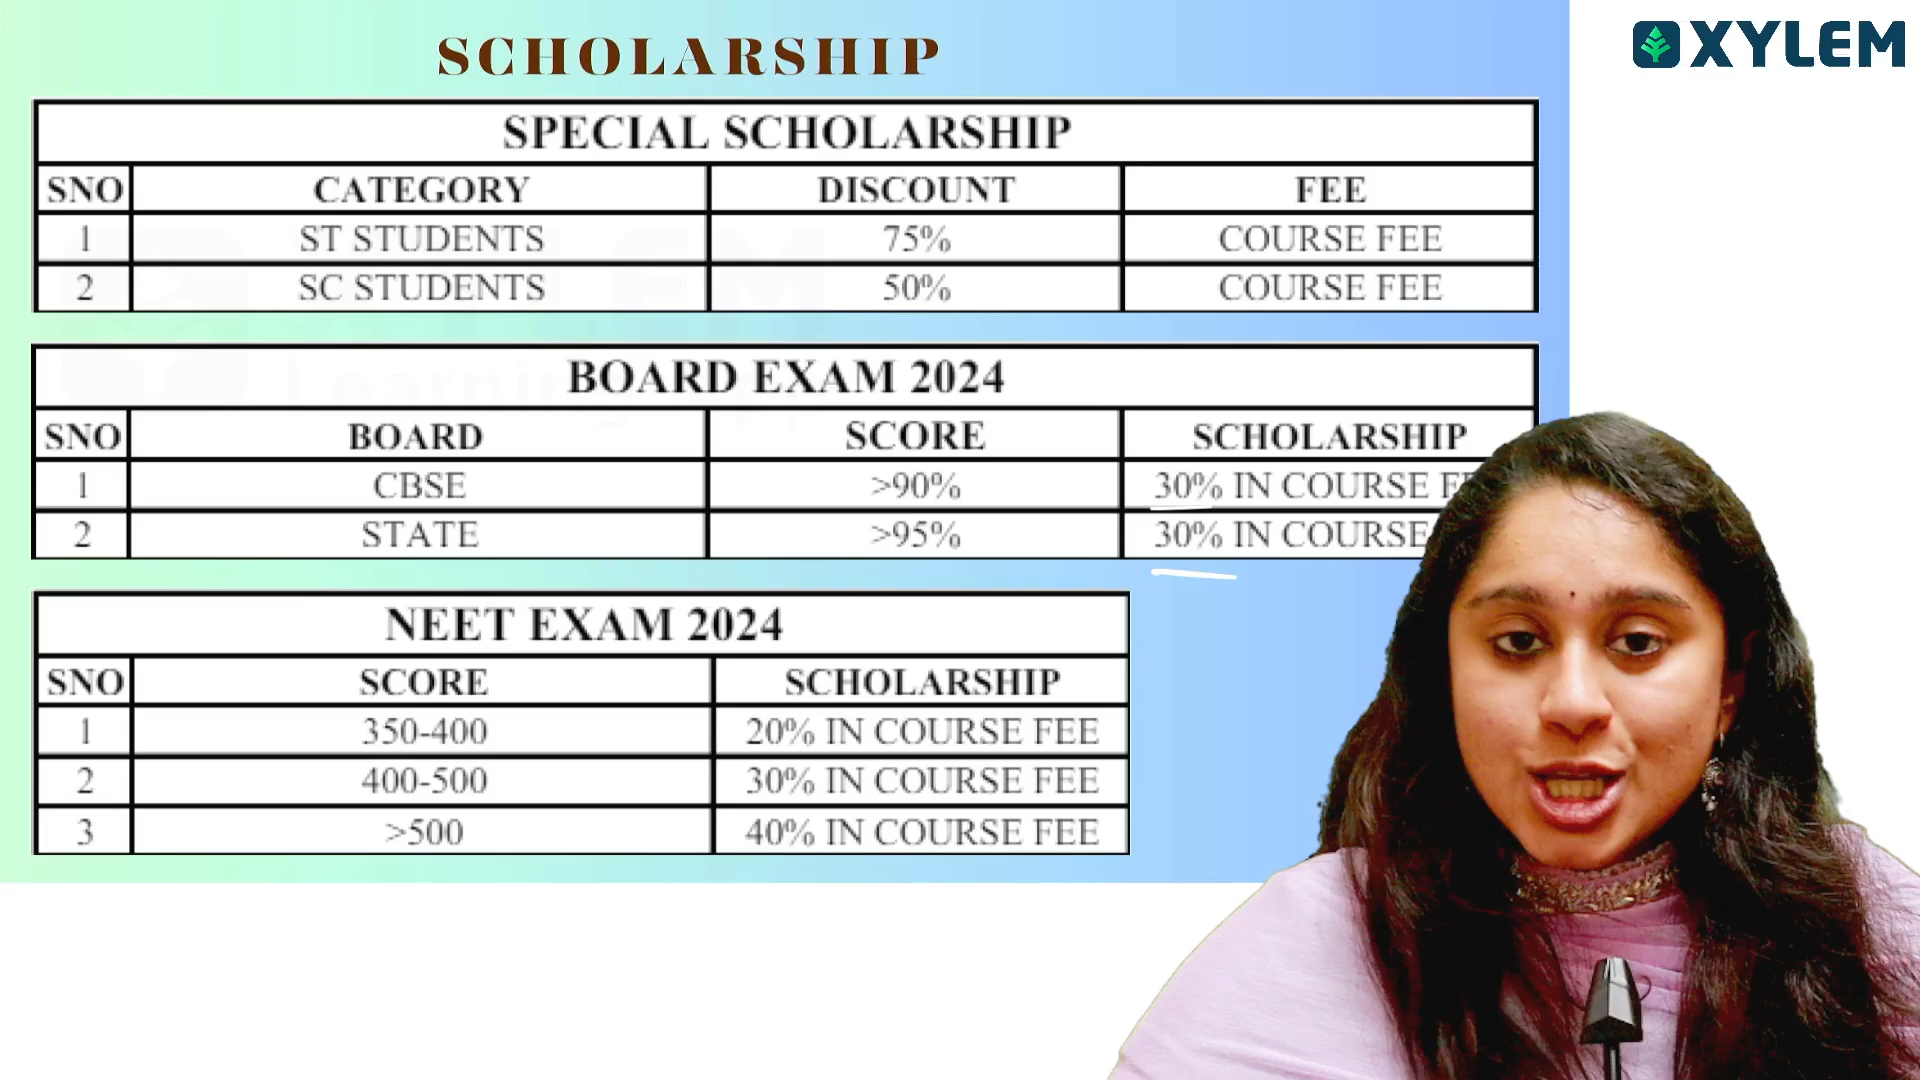 SCHOLARSHIP
XYLEM
SPECIAL SCHOLARSHIP
SNO CATEGORY DISCOUNT FEE
1 ST STUDENTS 75% COURSE FEE
2 SC STUDENTS 50% COURSE FEE
BOARD EXAM 2024
SNO BOARD SCORE SCHOLARSHIP
1 CBSE >90% 30% IN COURSE
2 STATE >95% 30% IN COURSE
NEET EXAM 2024
SNO SCORE SCHOLARSHIP
1 350-400 20% IN COURSE FEE
2 400-500 30% IN COURSE FEE
3 >500 40% IN COURSE FEE